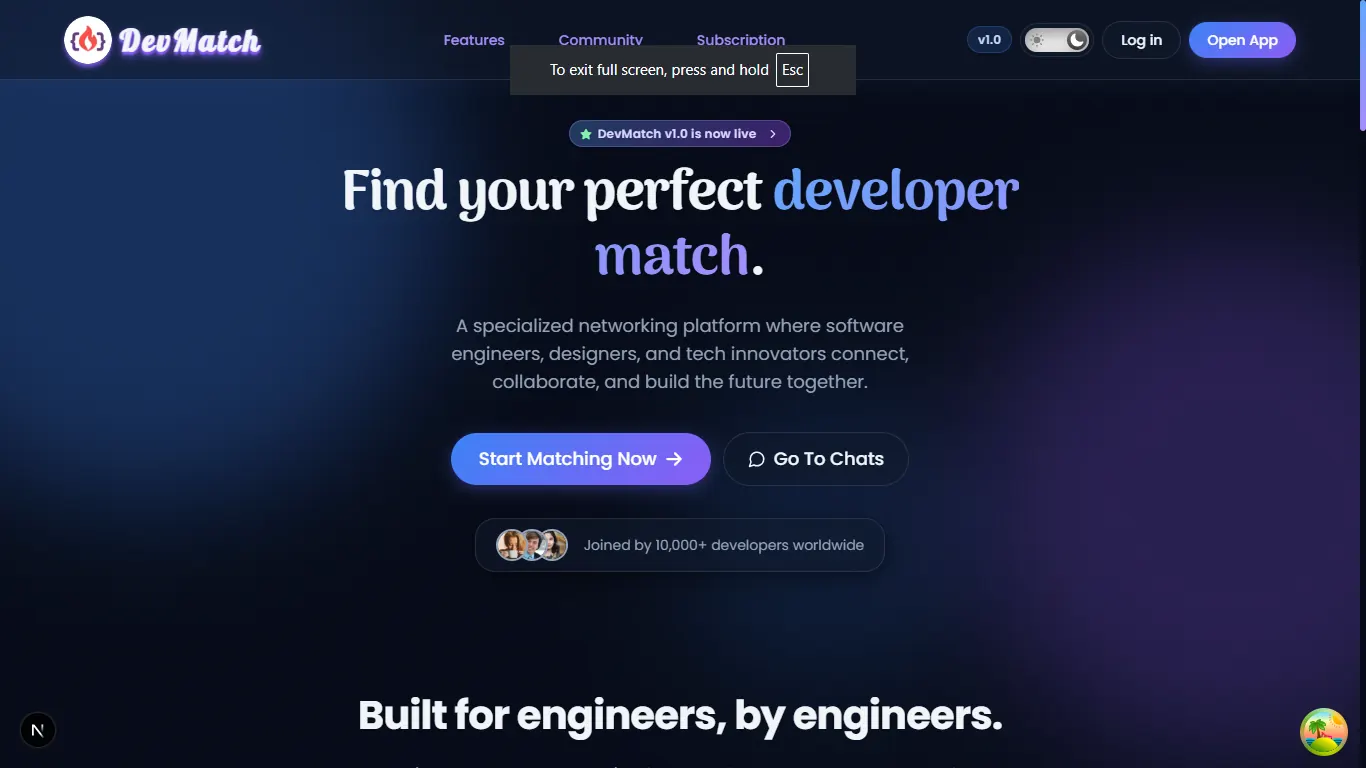 DevMatch
Features
Community
Subscription
v1.0
Log in
Open App
To exit full screen, press and hold Esc
DevMatch v1.0 is now live
Find your perfect developer
match.
A specialized networking platform where software
engineers, designers, and tech innovators connect,
collaborate, and build the future together.
Start Matching Now
Go To Chats
Joined by 10,000+ developers worldwide
Built for engineers, by engineers.
N